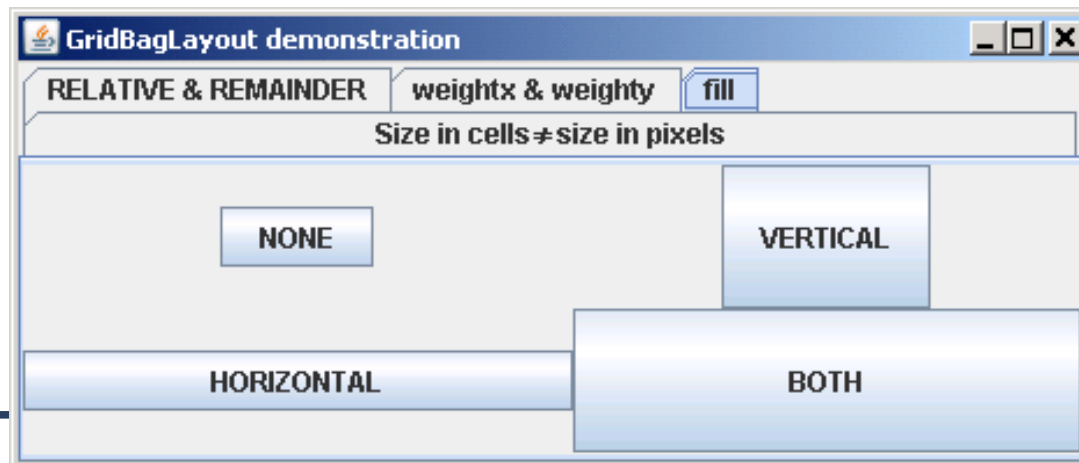 GridBagLayout demonstration
RELATIVE & REMAINDER weightx & weighty fill
Size in cells≠size in pixels
NONE VERTICAL
HORIZONTAL BOTH